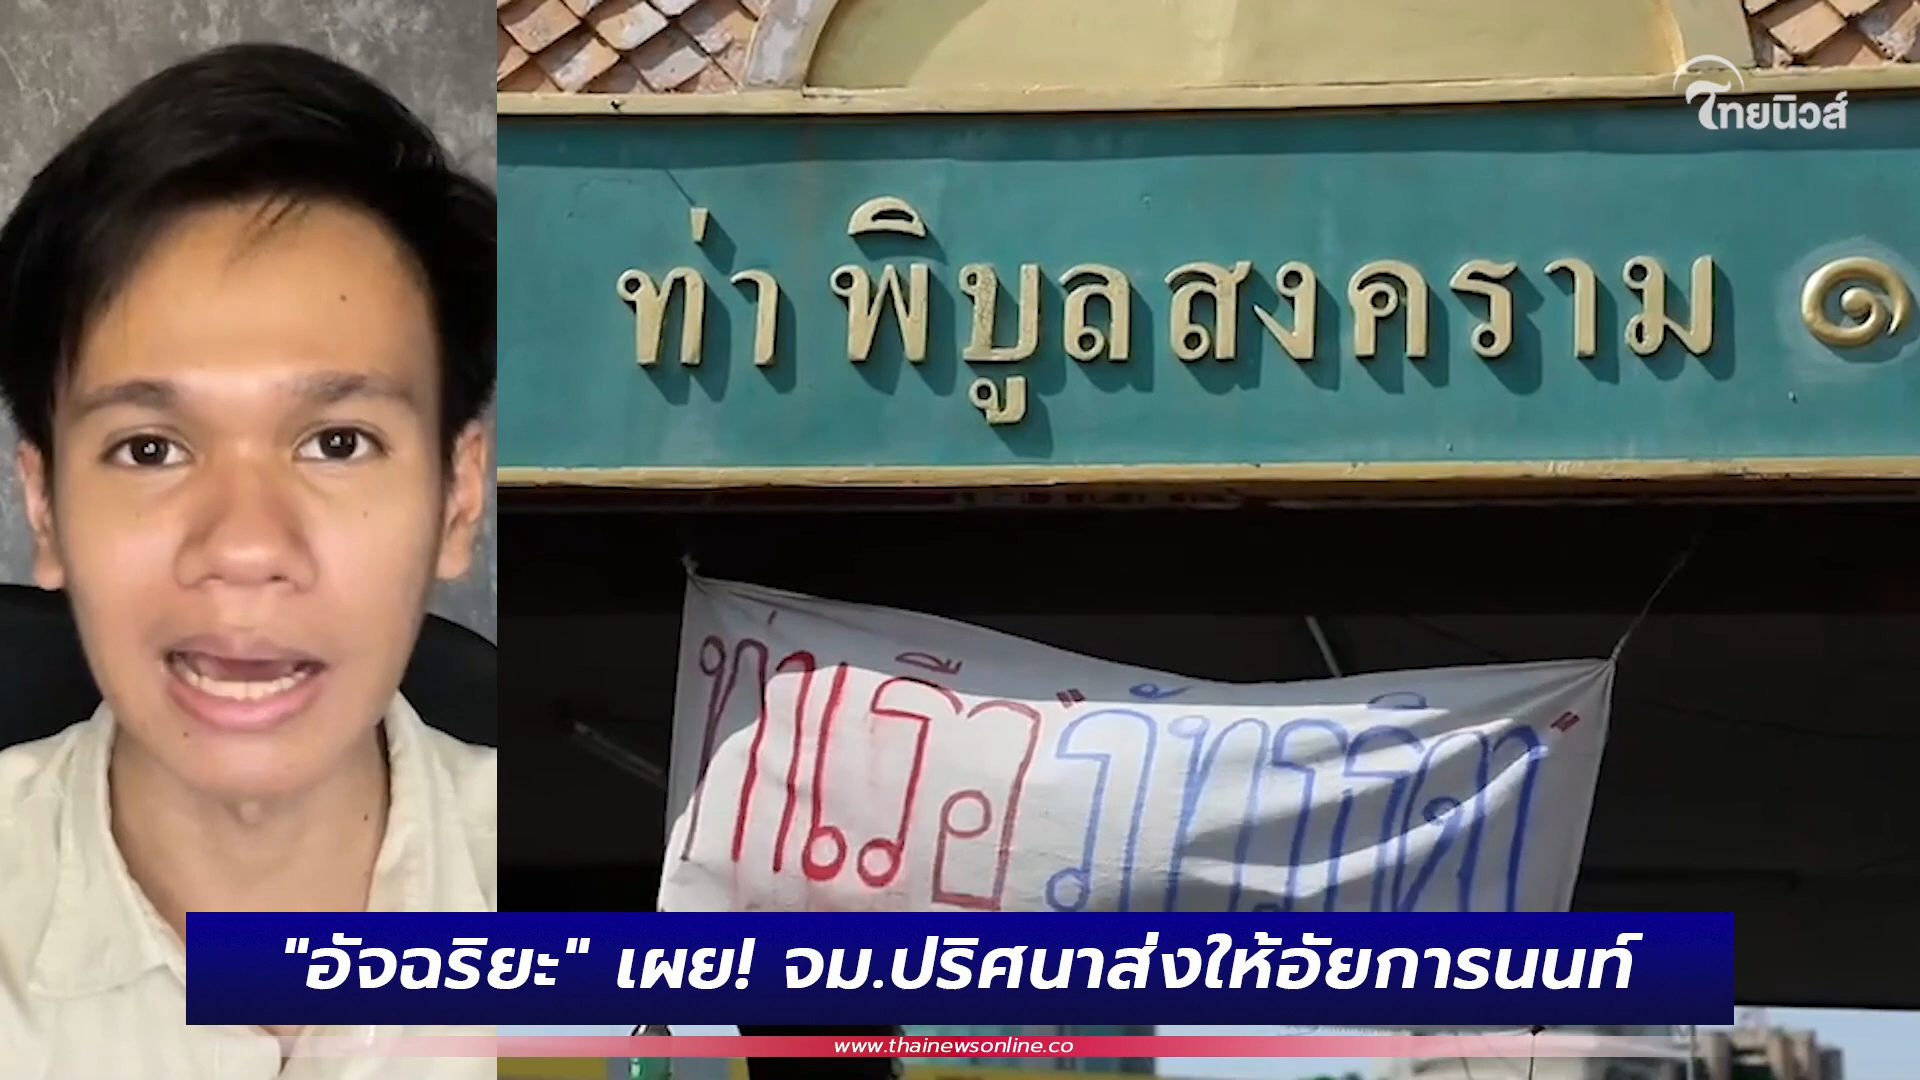 ไทยนิวส์
ท่า พิบูลสงคราม ๑
ท่าเรือ "ภัทรธิดา"
"อัจฉริยะ" เผย! จม.ปริศนาส่งให้อัยการนนท์
www.thainewsonline.co